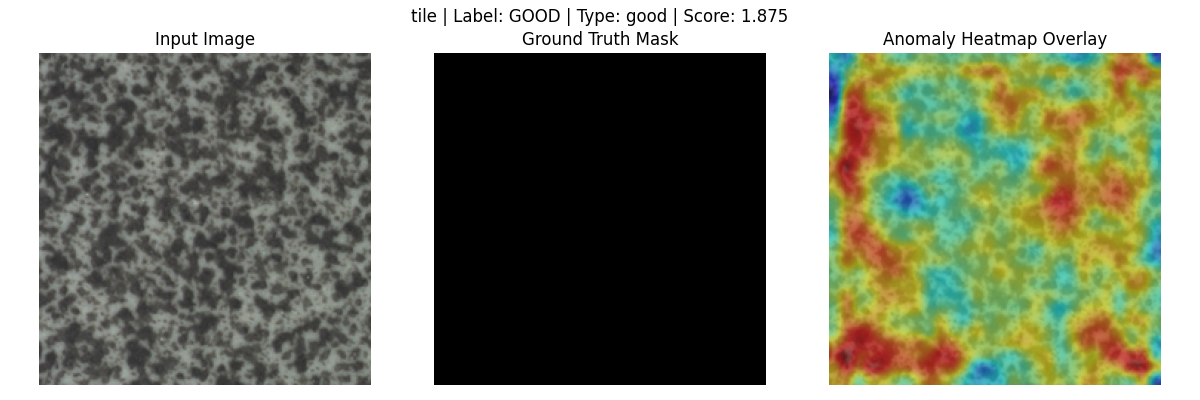 tile | Label: GOOD | Type: good | Score: 1.875
Input Image
Ground Truth Mask
Anomaly Heatmap Overlay